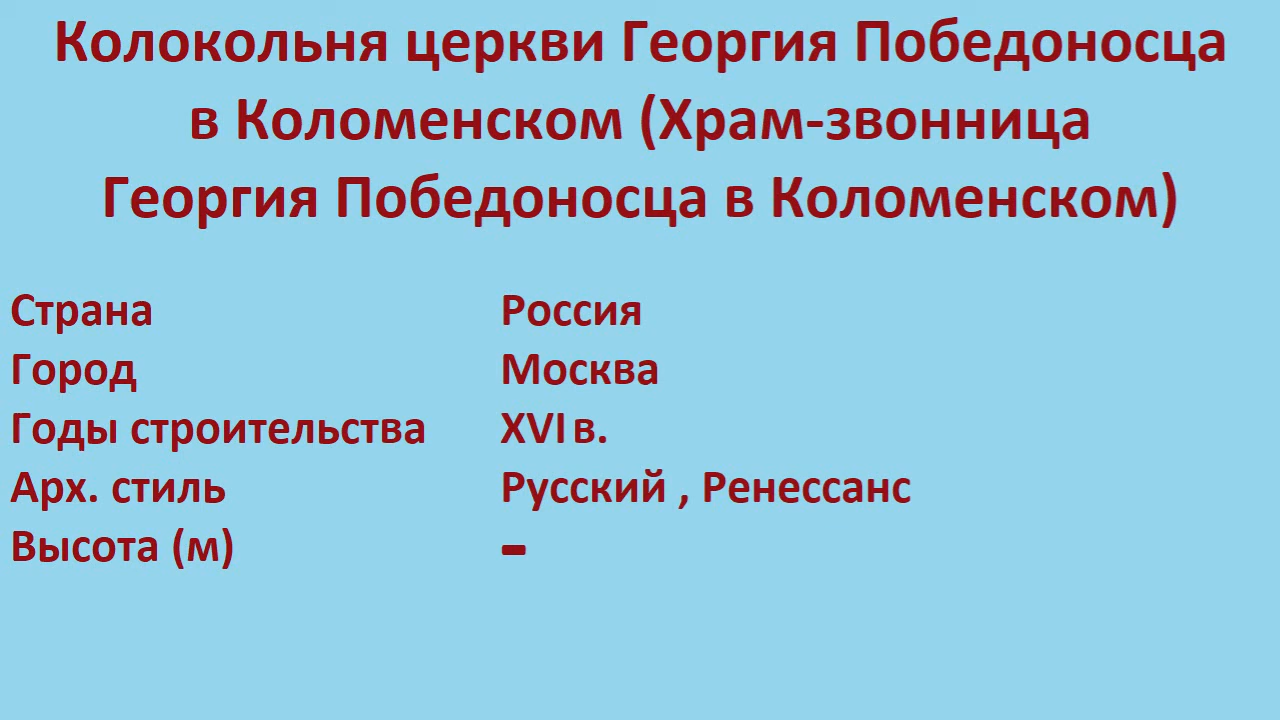 Колокольня церкви Георгия Победоносца
в Коломенском (Храм-звонница
Георгия Победоносца в Коломенском)
Страна Россия
Город Москва
Годы строительства XVI в.
Арх. стиль Русский , Ренессанс
Высота (м) -